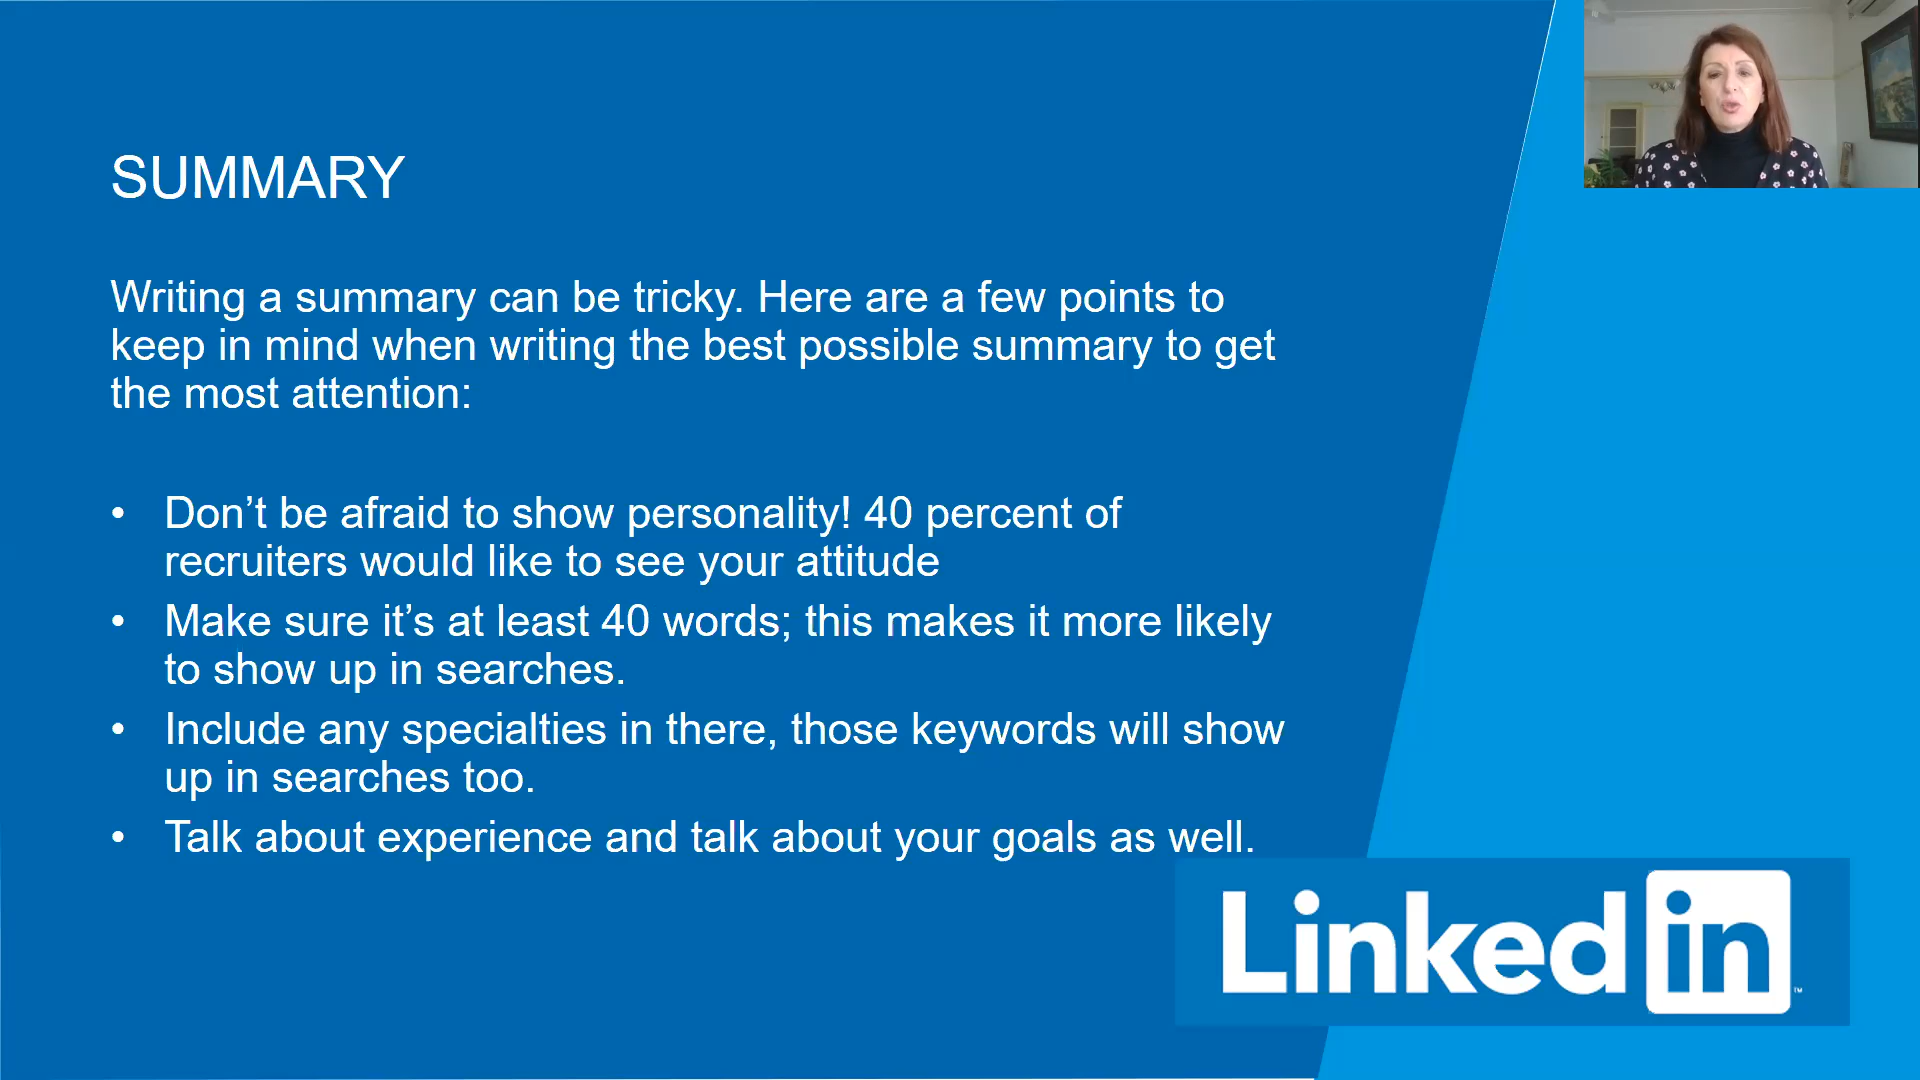 SUMMARY
Writing a summary can be tricky. Here are a few points to
keep in mind when writing the best possible summary to get
the most attention:
• Don’t be afraid to show personality! 40 percent of
recruiters would like to see your attitude
• Make sure it’s at least 40 words; this makes it more likely
to show up in searches.
• Include any specialties in there, those keywords will show
up in searches too.
• Talk about experience and talk about your goals as well.
Linked in ™